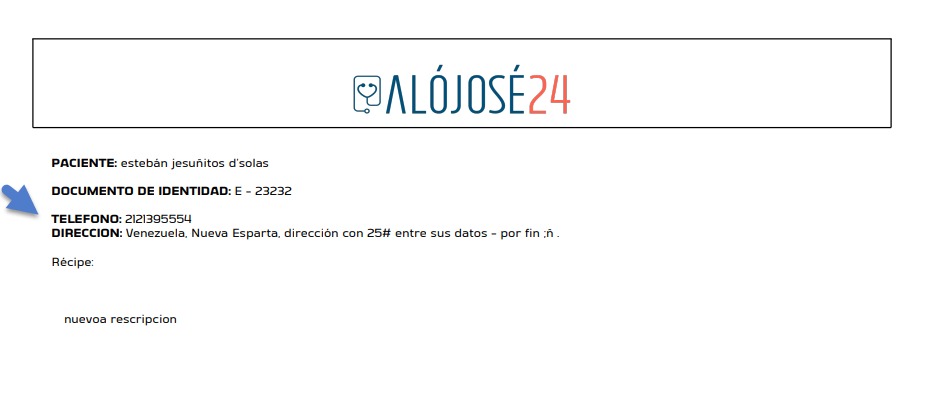 ALÓJOSÉ24
PACIENTE: estebán jesuñitos d'solas
DOCUMENTO DE IDENTIDAD: E - 23232
TELEFONO: 2121395554
DIRECCION: Venezuela, Nueva Esparta, dirección con 25# entre sus datos - por fin ;ñ .
Récipe:
nuevoa rescripcion